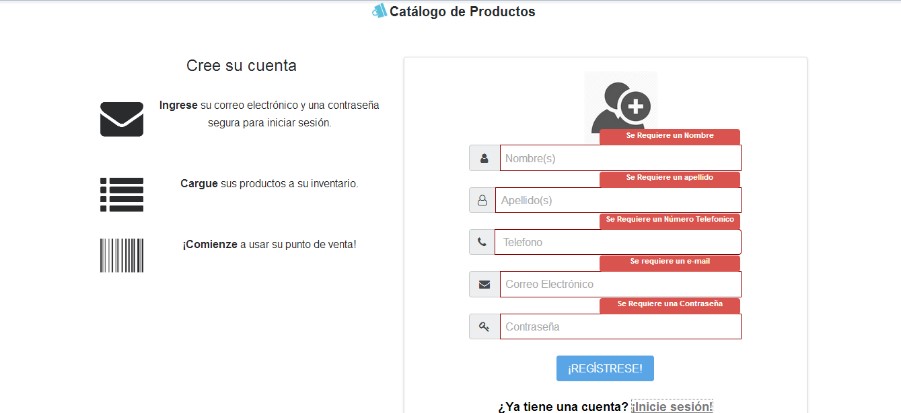 Catálogo de Productos
Cree su cuenta
Ingrese su correo electrónico y una contraseña
segura para iniciar sesión.
Cargue sus productos a su inventario.
¡Comienze a usar su punto de venta!
Se Requiere un Nombre
Nombre(s)
Se Requiere un apellido
Apellido(s)
Se Requiere un Número Telefonico
Telefono
Se requiere un e-mail
Correo Electrónico
Se Requiere una Contraseña
Contraseña
¡REGÍSTRESE!
¿Ya tiene una cuenta? ¡Inicie sesión!